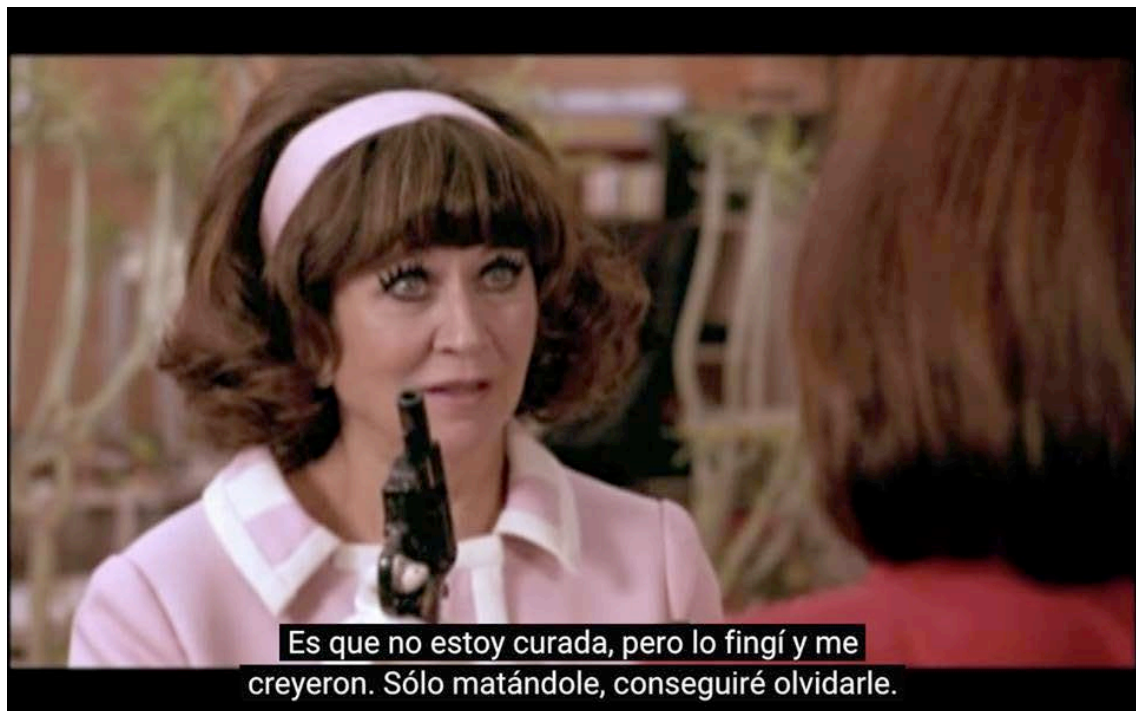 Es que no estoy curada, pero lo fingí y me
creyeron. Sólo matándole, conseguiré olvidarle.